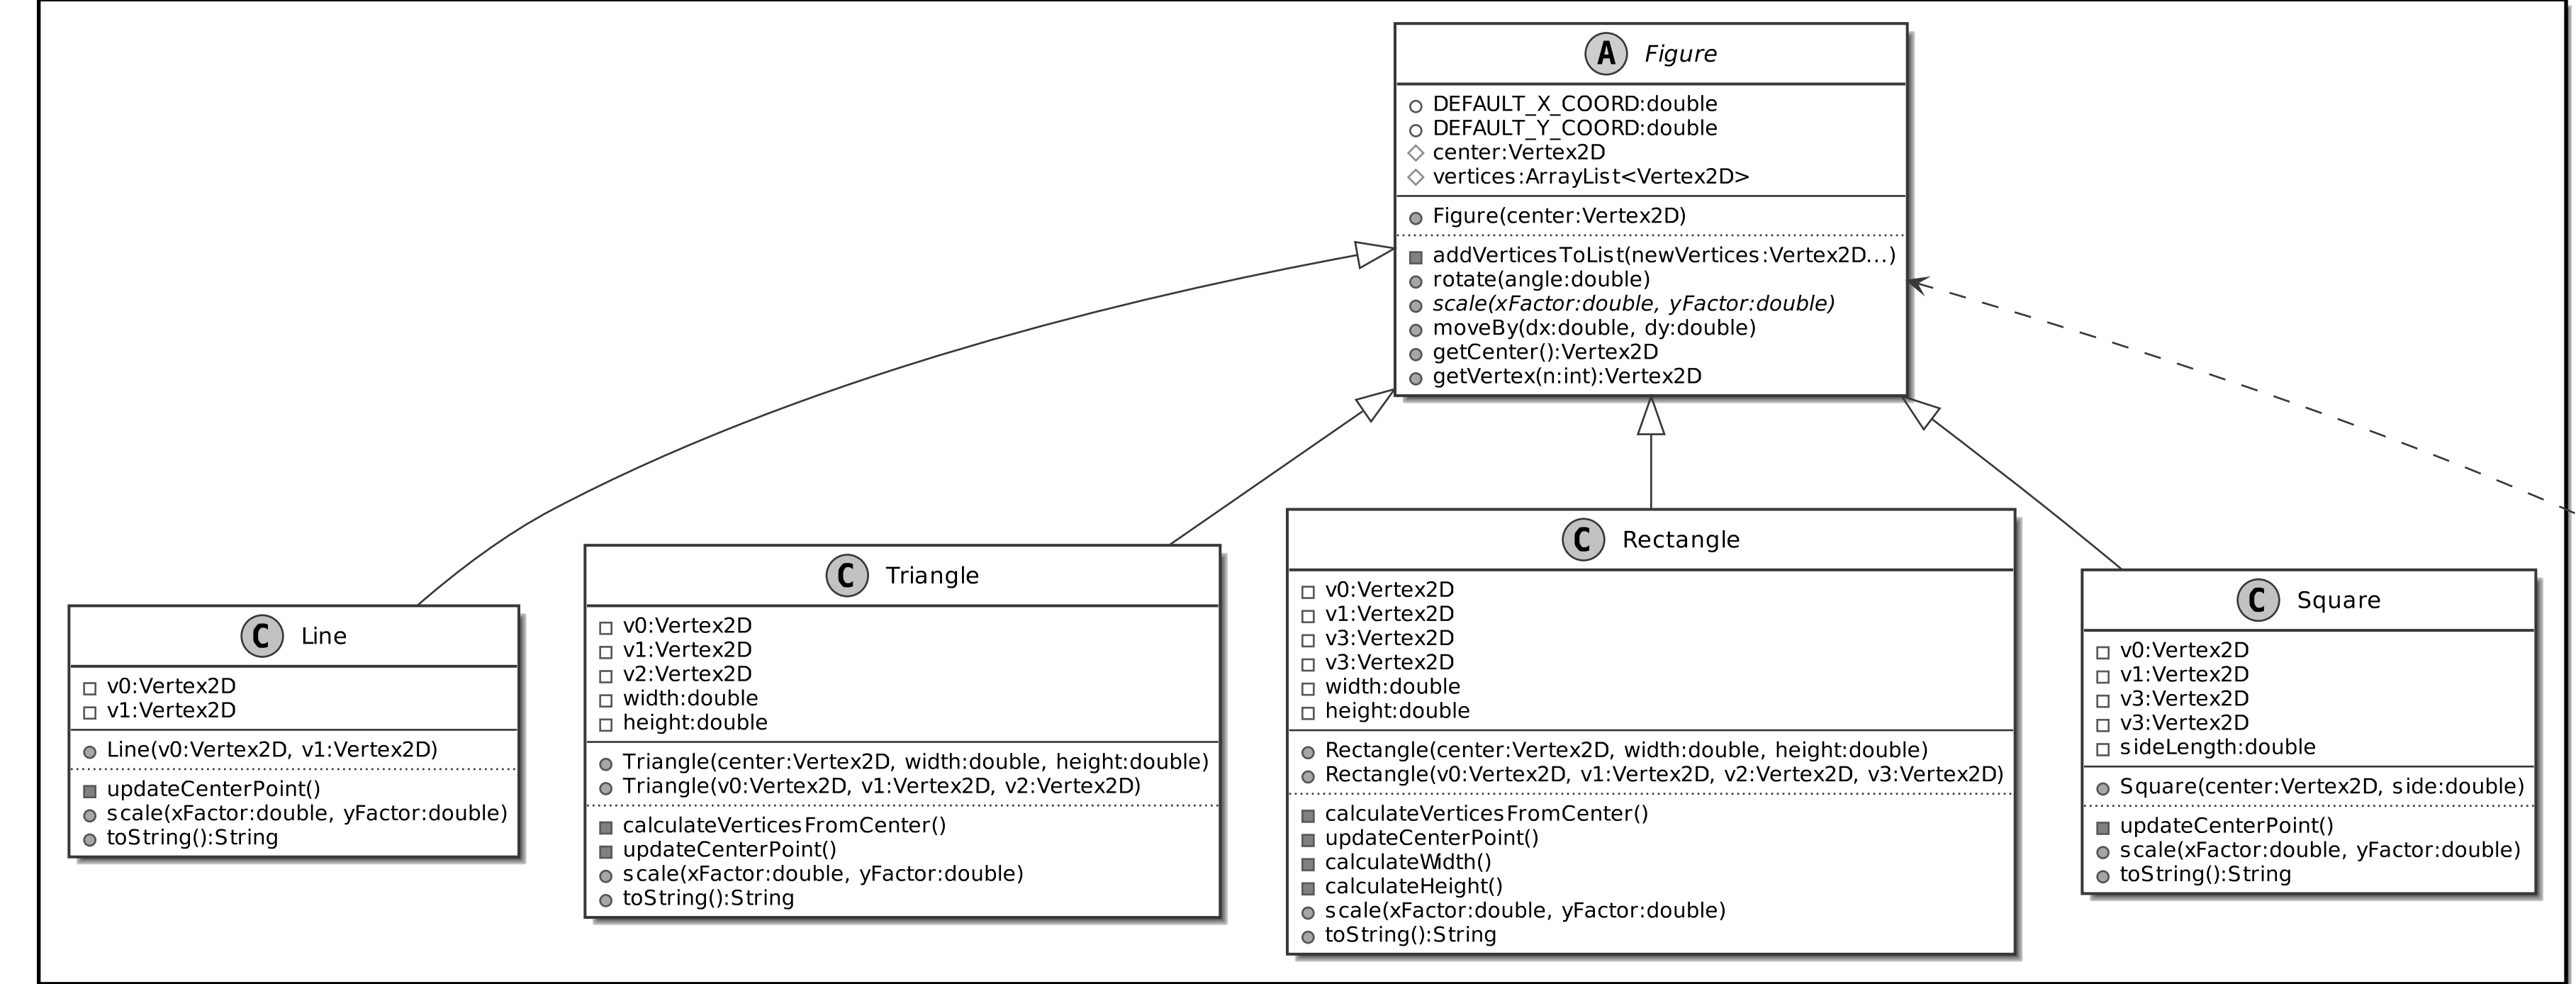 A Figure
DEFAULT_X_COORD:double
DEFAULT_Y_COORD:double
center:Vertex2D
vertices:ArrayList<Vertex2D>
Figure(center:Vertex2D)
addVerticesToList(newVertices:Vertex2D...)
rotate(angle:double)
scale(xFactor:double, yFactor:double)
moveBy(dx:double, dy:double)
getCenter():Vertex2D
getVertex(n:int):Vertex2D
C Line
v0:Vertex2D
v1:Vertex2D
Line(v0:Vertex2D, v1:Vertex2D)
updateCenterPoint()
scale(xFactor:double, yFactor:double)
toString():String
C Triangle
v0:Vertex2D
v1:Vertex2D
v2:Vertex2D
width:double
height:double
Triangle(center:Vertex2D, width:double, height:double)
Triangle(v0:Vertex2D, v1:Vertex2D, v2:Vertex2D)
calculateVerticesFromCenter()
updateCenterPoint()
scale(xFactor:double, yFactor:double)
toString():String
C Rectangle
v0:Vertex2D
v1:Vertex2D
v3:Vertex2D
v3:Vertex2D
width:double
height:double
Rectangle(center:Vertex2D, width:double, height:double)
Rectangle(v0:Vertex2D, v1:Vertex2D, v2:Vertex2D, v3:Vertex2D)
calculateVerticesFromCenter()
updateCenterPoint()
calculateWidth()
calculateHeight()
scale(xFactor:double, yFactor:double)
toString():String
C Square
v0:Vertex2D
v1:Vertex2D
v3:Vertex2D
v3:Vertex2D
sideLength:double
Square(center:Vertex2D, side:double)
updateCenterPoint()
scale(xFactor:double, yFactor:double)
toString():String